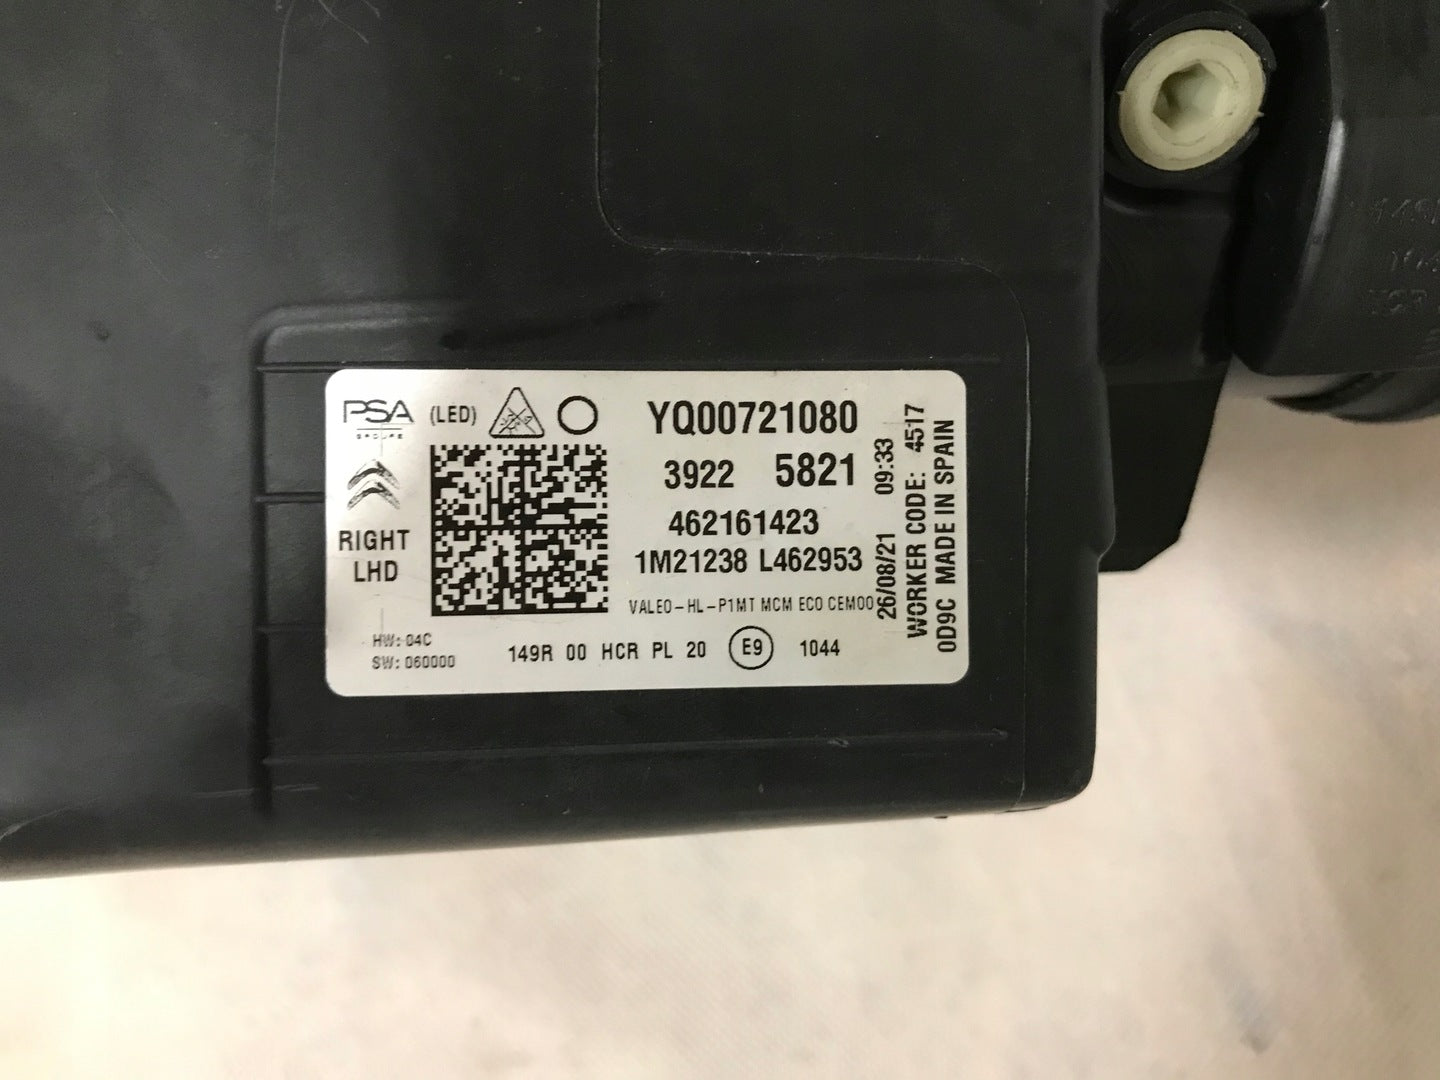 PSA
GROUPE
(LED)
YQ00721080
3922 5821
462161423
1M21238 L462953
VALEO-HL-P1MT MCM ECO CEM00
RIGHT
LHD
HW: 04C
SW: 060000
149R 00 HCR PL 20 E9 1044
26/08/21 09:33
WORKER CODE: 4517
0D9C MADE IN SPAIN